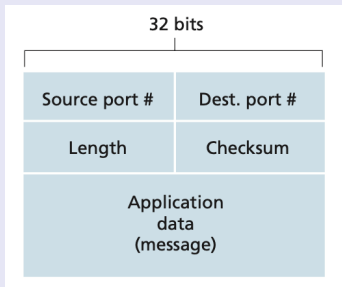 32 bits
Source port #
Dest. port #
Length
Checksum
Application
data
(message)